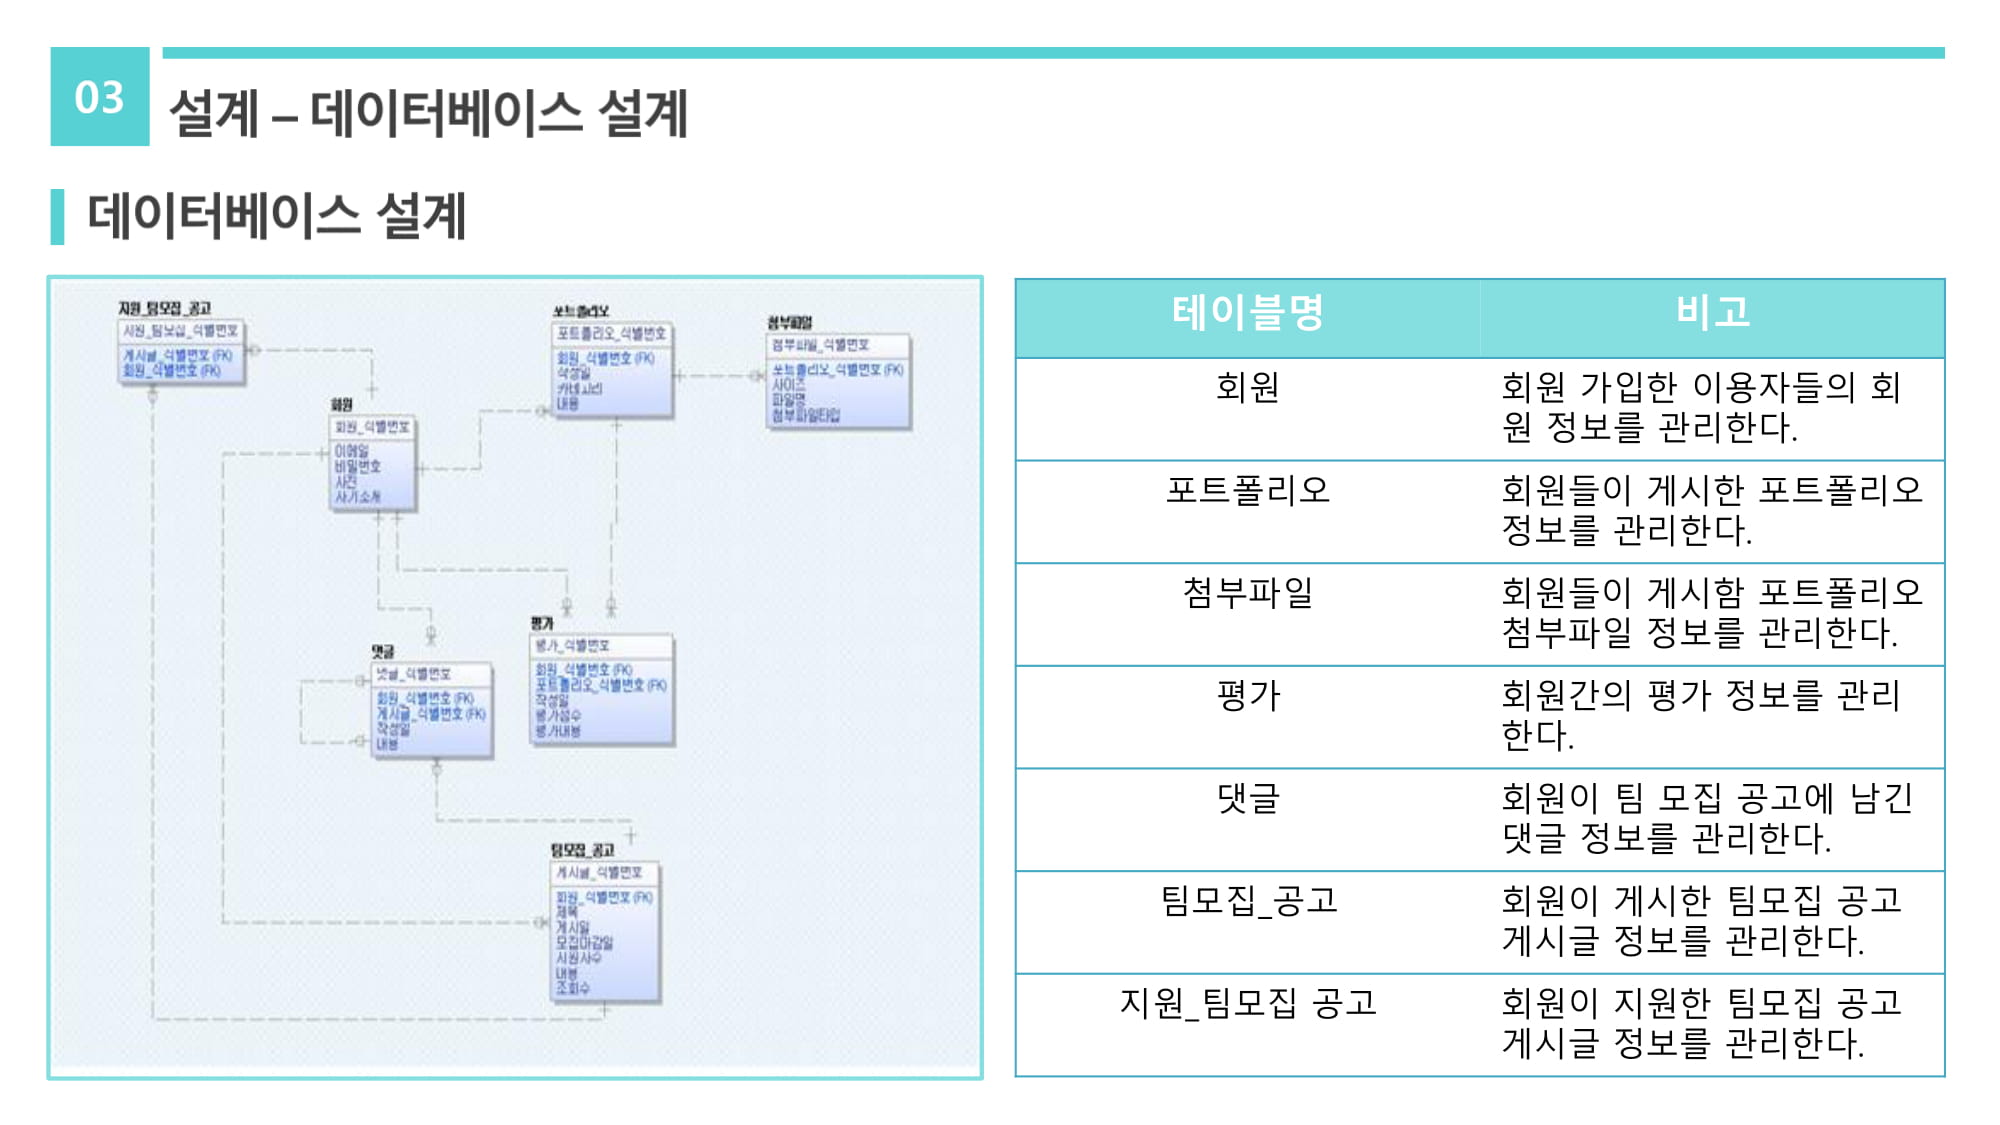 03
설계 – 데이터베이스 설계
데이터베이스 설계
지원_팀모집_공고
지원_팀모집_식별번호
게시글_식별번호 (FK)
회원_식별번호 (FK)
포트폴리오
포트폴리오_식별번호
회원_식별번호 (FK)
작성일
카테고리
내용
첨부파일
첨부파일_식별번호
포트폴리오_식별번호 (FK)
사이즈
파일명
첨부파일타입
회원
회원_식별번호
이메일
비밀번호
사진
자기소개
댓글
댓글_식별번호
회원_식별번호 (FK)
게시글_식별번호 (FK)
작성일
내용
평가
평가_식별번호
회원_식별번호 (FK)
포트폴리오_식별번호 (FK)
작성일
평가점수
평가내용
팀모집_공고
게시글_식별번호
회원_식별번호 (FK)
제목
게시일
모집마감일
지원자수
내용
조회수
테이블명 비고
회원 회원 가입한 이용자들의 회
원 정보를 관리한다.
포트폴리오 회원들이 게시한 포트폴리오
정보를 관리한다.
첨부파일 회원들이 게시함 포트폴리오
첨부파일 정보를 관리한다.
평가 회원간의 평가 정보를 관리
한다.
댓글 회원이 팀 모집 공고에 남긴
댓글 정보를 관리한다.
팀모집_공고 회원이 게시한 팀모집 공고
게시글 정보를 관리한다.
지원_팀모집 공고 회원이 지원한 팀모집 공고
게시글 정보를 관리한다.